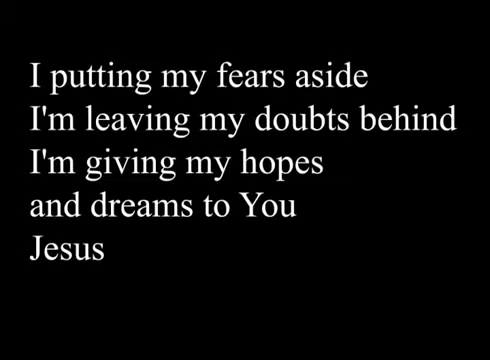 I putting my fears aside
I'm leaving my doubts behind
I'm giving my hopes
and dreams to You
Jesus